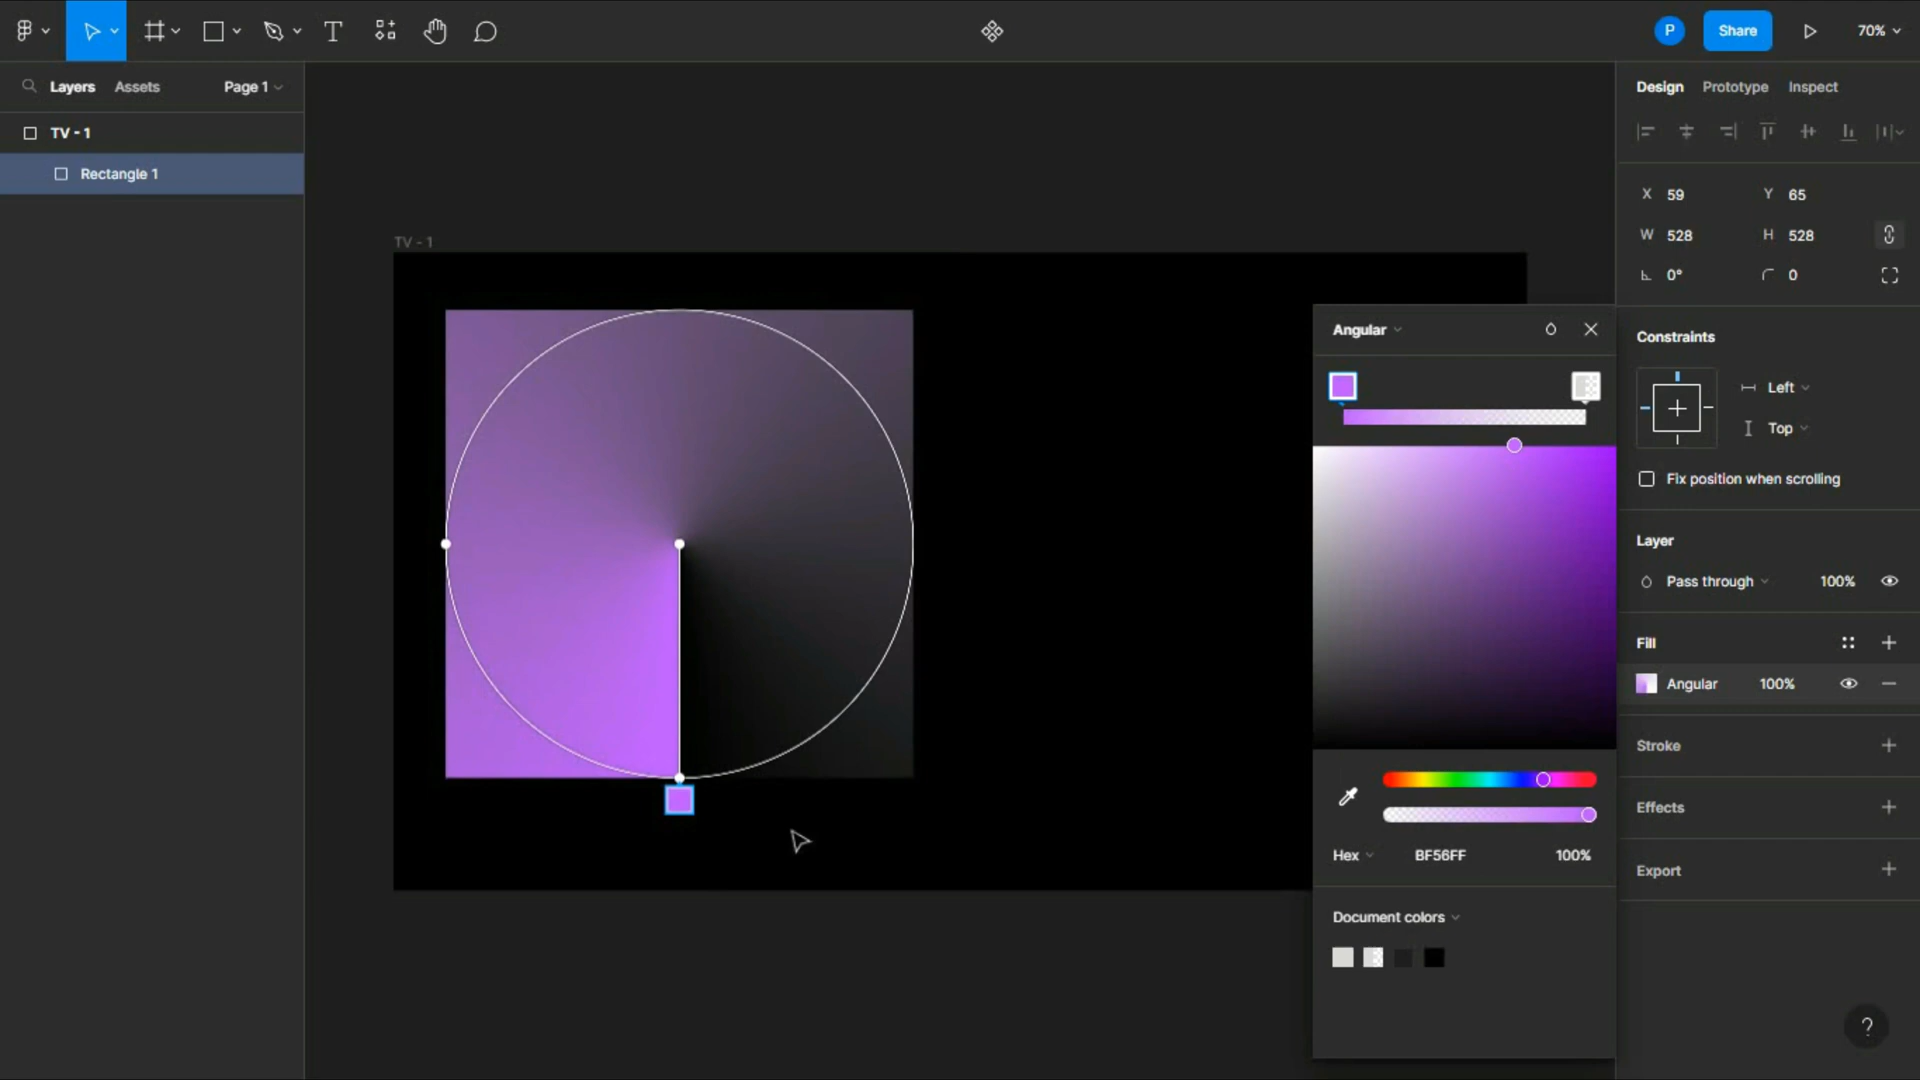 P
Share
70%
Layers
Assets
Page 1
Design
Prototype
Inspect
TV - 1
Rectangle 1
X 59
Y 65
W 528
H 528
0°
0
TV - 1
Angular
Constraints
Left
Top
Fix position when scrolling
Layer
Pass through
100%
Fill
Angular
100%
Stroke
Effects
Export
Hex
BF56FF
100%
Document colors
?